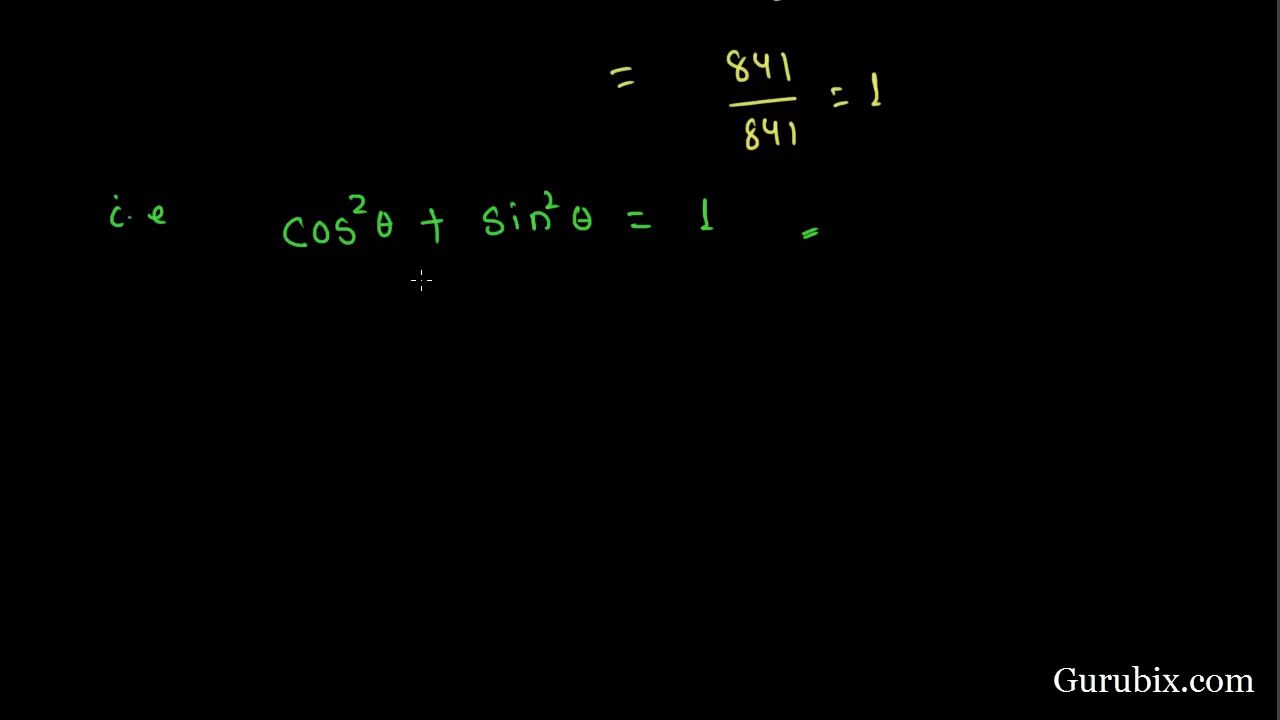 = 841/841 = 1
i.e cos²θ + sin²θ = 1
Gurubix.com